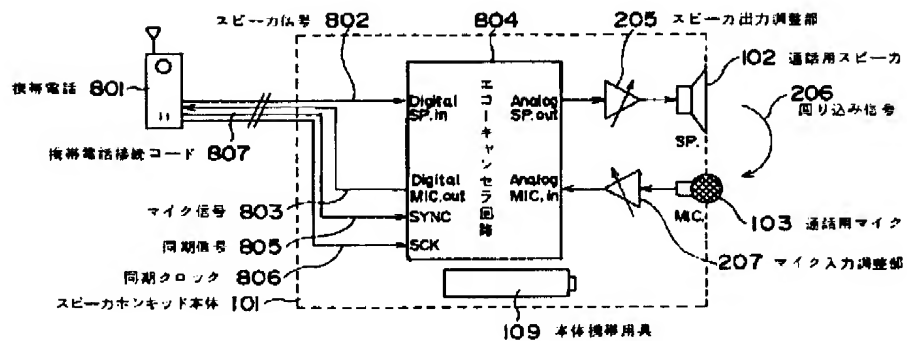 スピーカ信号 802
804
205 スピーカ出力調整部
102 通話用スピーカ
携帯電話 801
Digital SP.in
エコーキャンセラ回路
Analog SP.out
SP.
206 回り込み信号
携帯電話接続コード 807
Digital MIC.out
Analog MIC.in
MIC.
マイク信号 803
SYNC
103 通話用マイク
同期信号 805
SCK
207 マイク入力調整部
同期クロック 806
スピーカホンキッド本体 101
109 本体携帯用具